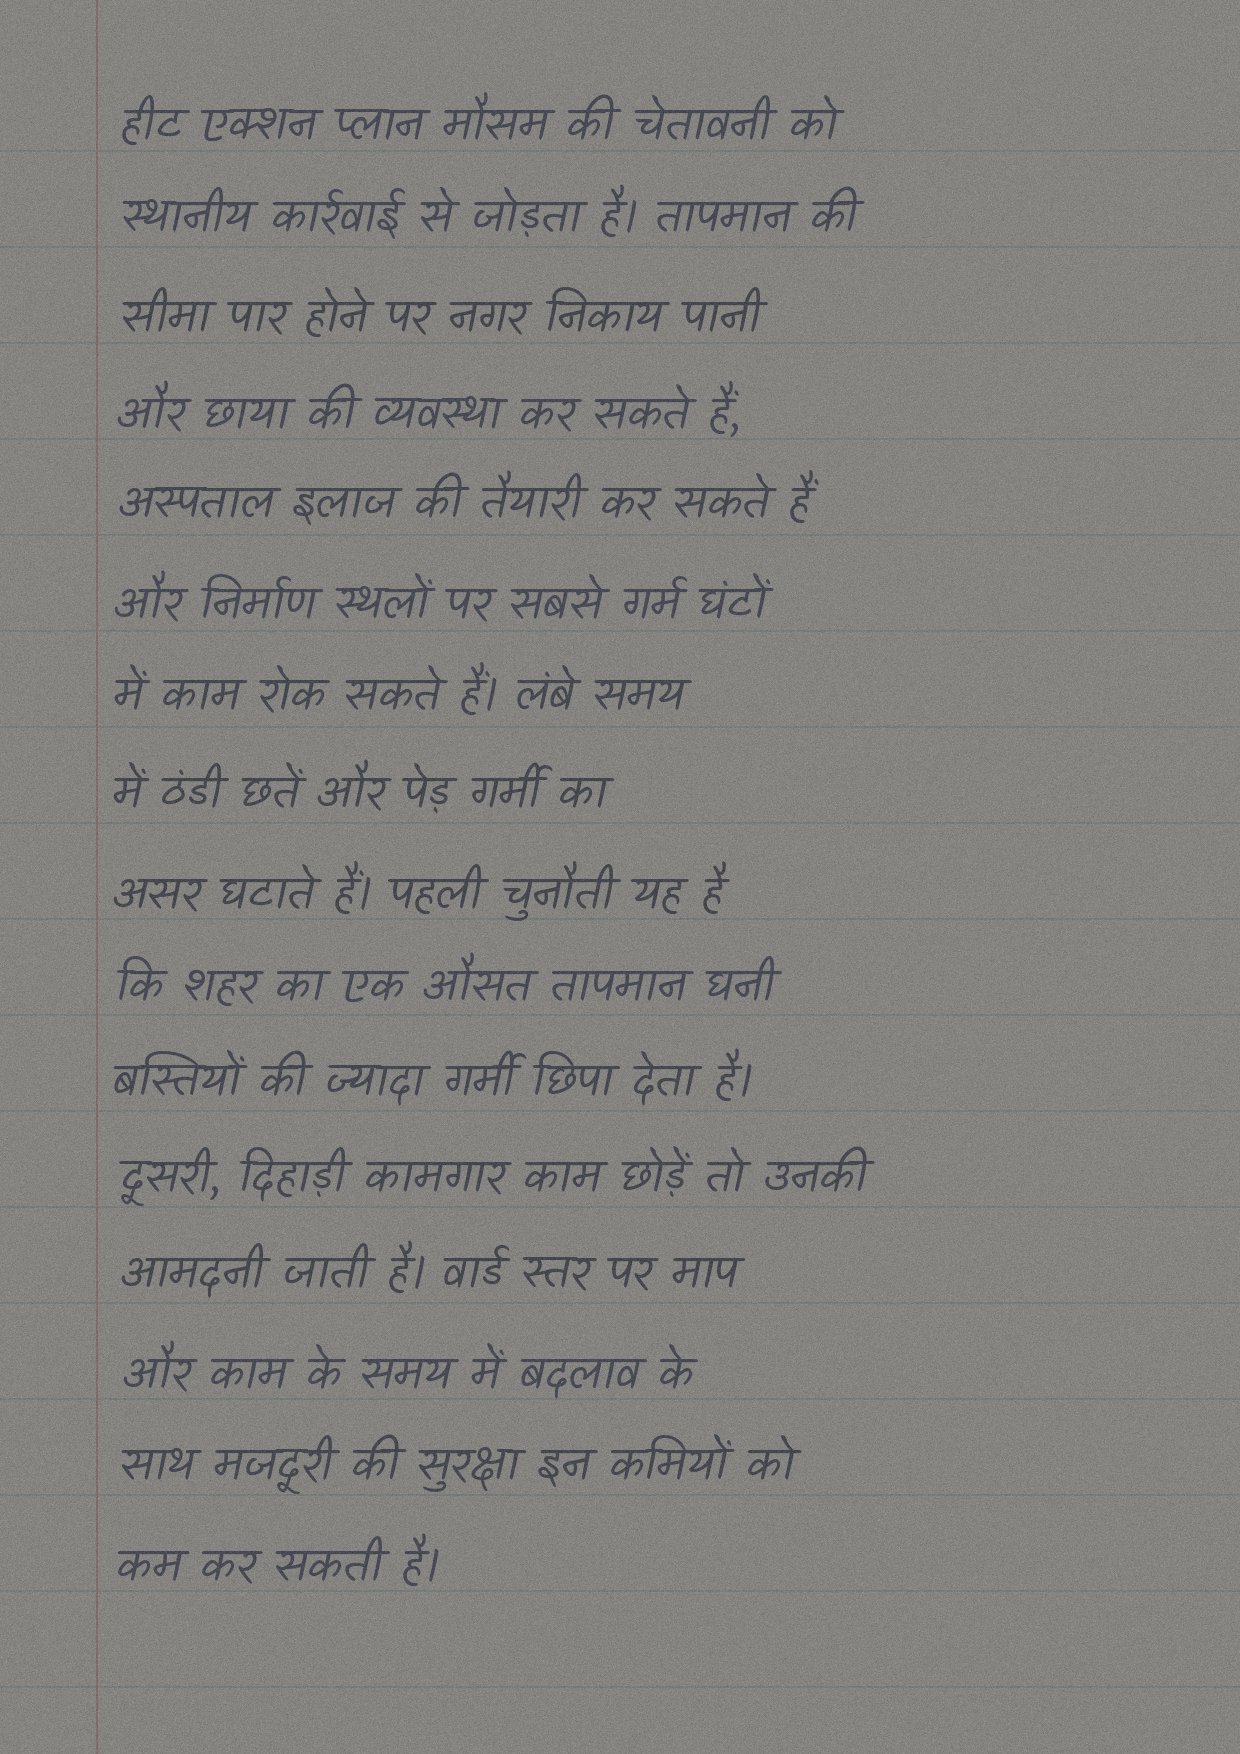 हीट एक्शन प्लान मौसम की चेतावनी को
स्थानीय कार्रवाई से जोड़ता है। तापमान की
सीमा पार होने पर नगर निकाय पानी
और छाया की व्यवस्था कर सकते हैं,
अस्पताल इलाज की तैयारी कर सकते हैं
और निर्माण स्थलों पर सबसे गर्म घंटों
में काम रोक सकते हैं। लंबे समय
में ठंडी छतें और पेड़ गर्मी का
असर घटाते हैं। पहली चुनौती यह है
कि शहर का एक औसत तापमान घनी
बस्तियों की ज्यादा गर्मी छिपा देता है।
दूसरी, दिहाड़ी कामगार काम छोड़ें तो उनकी
आमदनी जाती है। वार्ड स्तर पर माप
और काम के समय में बदलाव के
साथ मजदूरी की सुरक्षा इन कमियों को
कम कर सकती है।